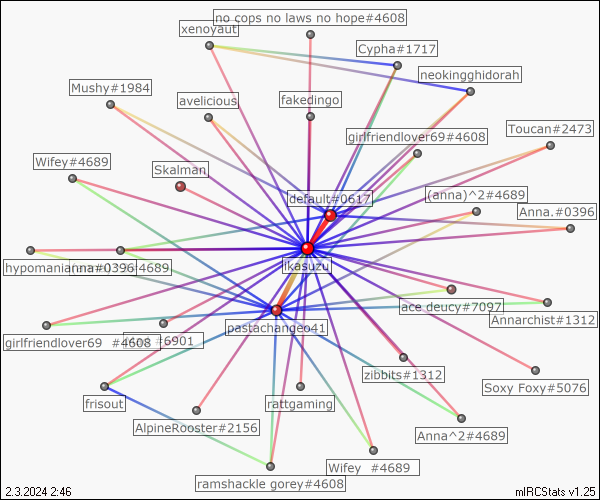 no cops no laws no hope#4608
xenoyaut
Cypha#1717
neokingghidorah
Mushy#1984
avelicious
fakedingo
girlfriendlover69#4608
Toucan#2473
Wifey#4689
Skalman
default#0617
(anna)^2#4689
Anna.#0396
ikasuzu
hypomanianna#0396
#4689
ace deucy#7097
Annarchist#1312
pastachangeo41
girlfriendlover69 #4608
#6901
zibbits#1312
Soxy Foxy#5076
frisout
rattgaming
AlpineRooster#2156
Anna^2#4689
Wifey #4689
ramshackle gorey#4608
2.3.2024 2:46
mIRCStats v1.25